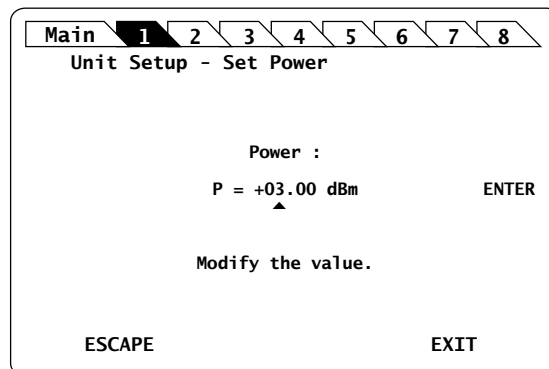 Main 1 2 3 4 5 6 7 8
Unit Setup - Set Power
Power :
P = +03.00 dBm ENTER
Modify the value.
ESCAPE EXIT